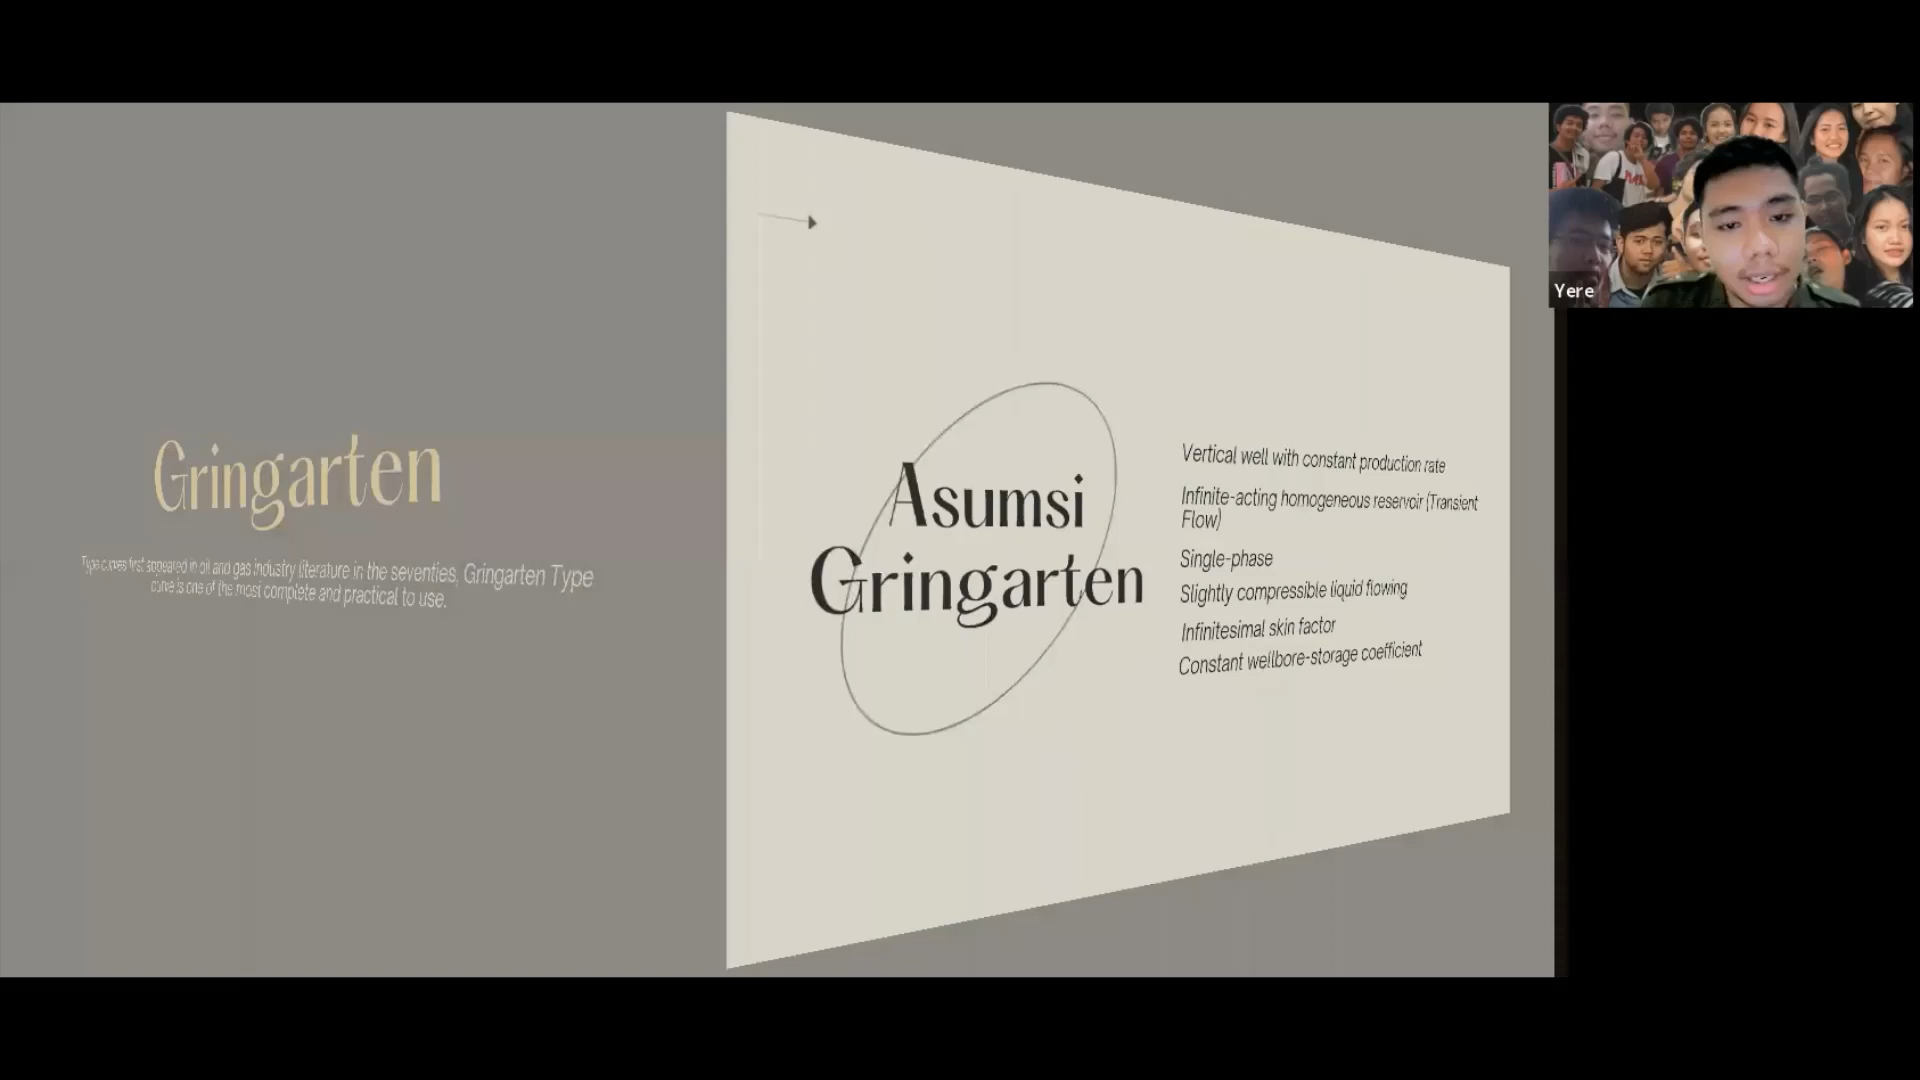 Gringarten
Type curves first appeared in oil and gas industry literature in the seventies, Gringarten Type
curve is one of the most complete and practical to use.
Asumsi
Gringarten
Vertical well with constant production rate
Infinite-acting homogeneous reservoir (Transient
Flow)
Single-phase
Slightly compressible liquid flowing
Infinitesimal skin factor
Constant wellbore-storage coefficient
Yere